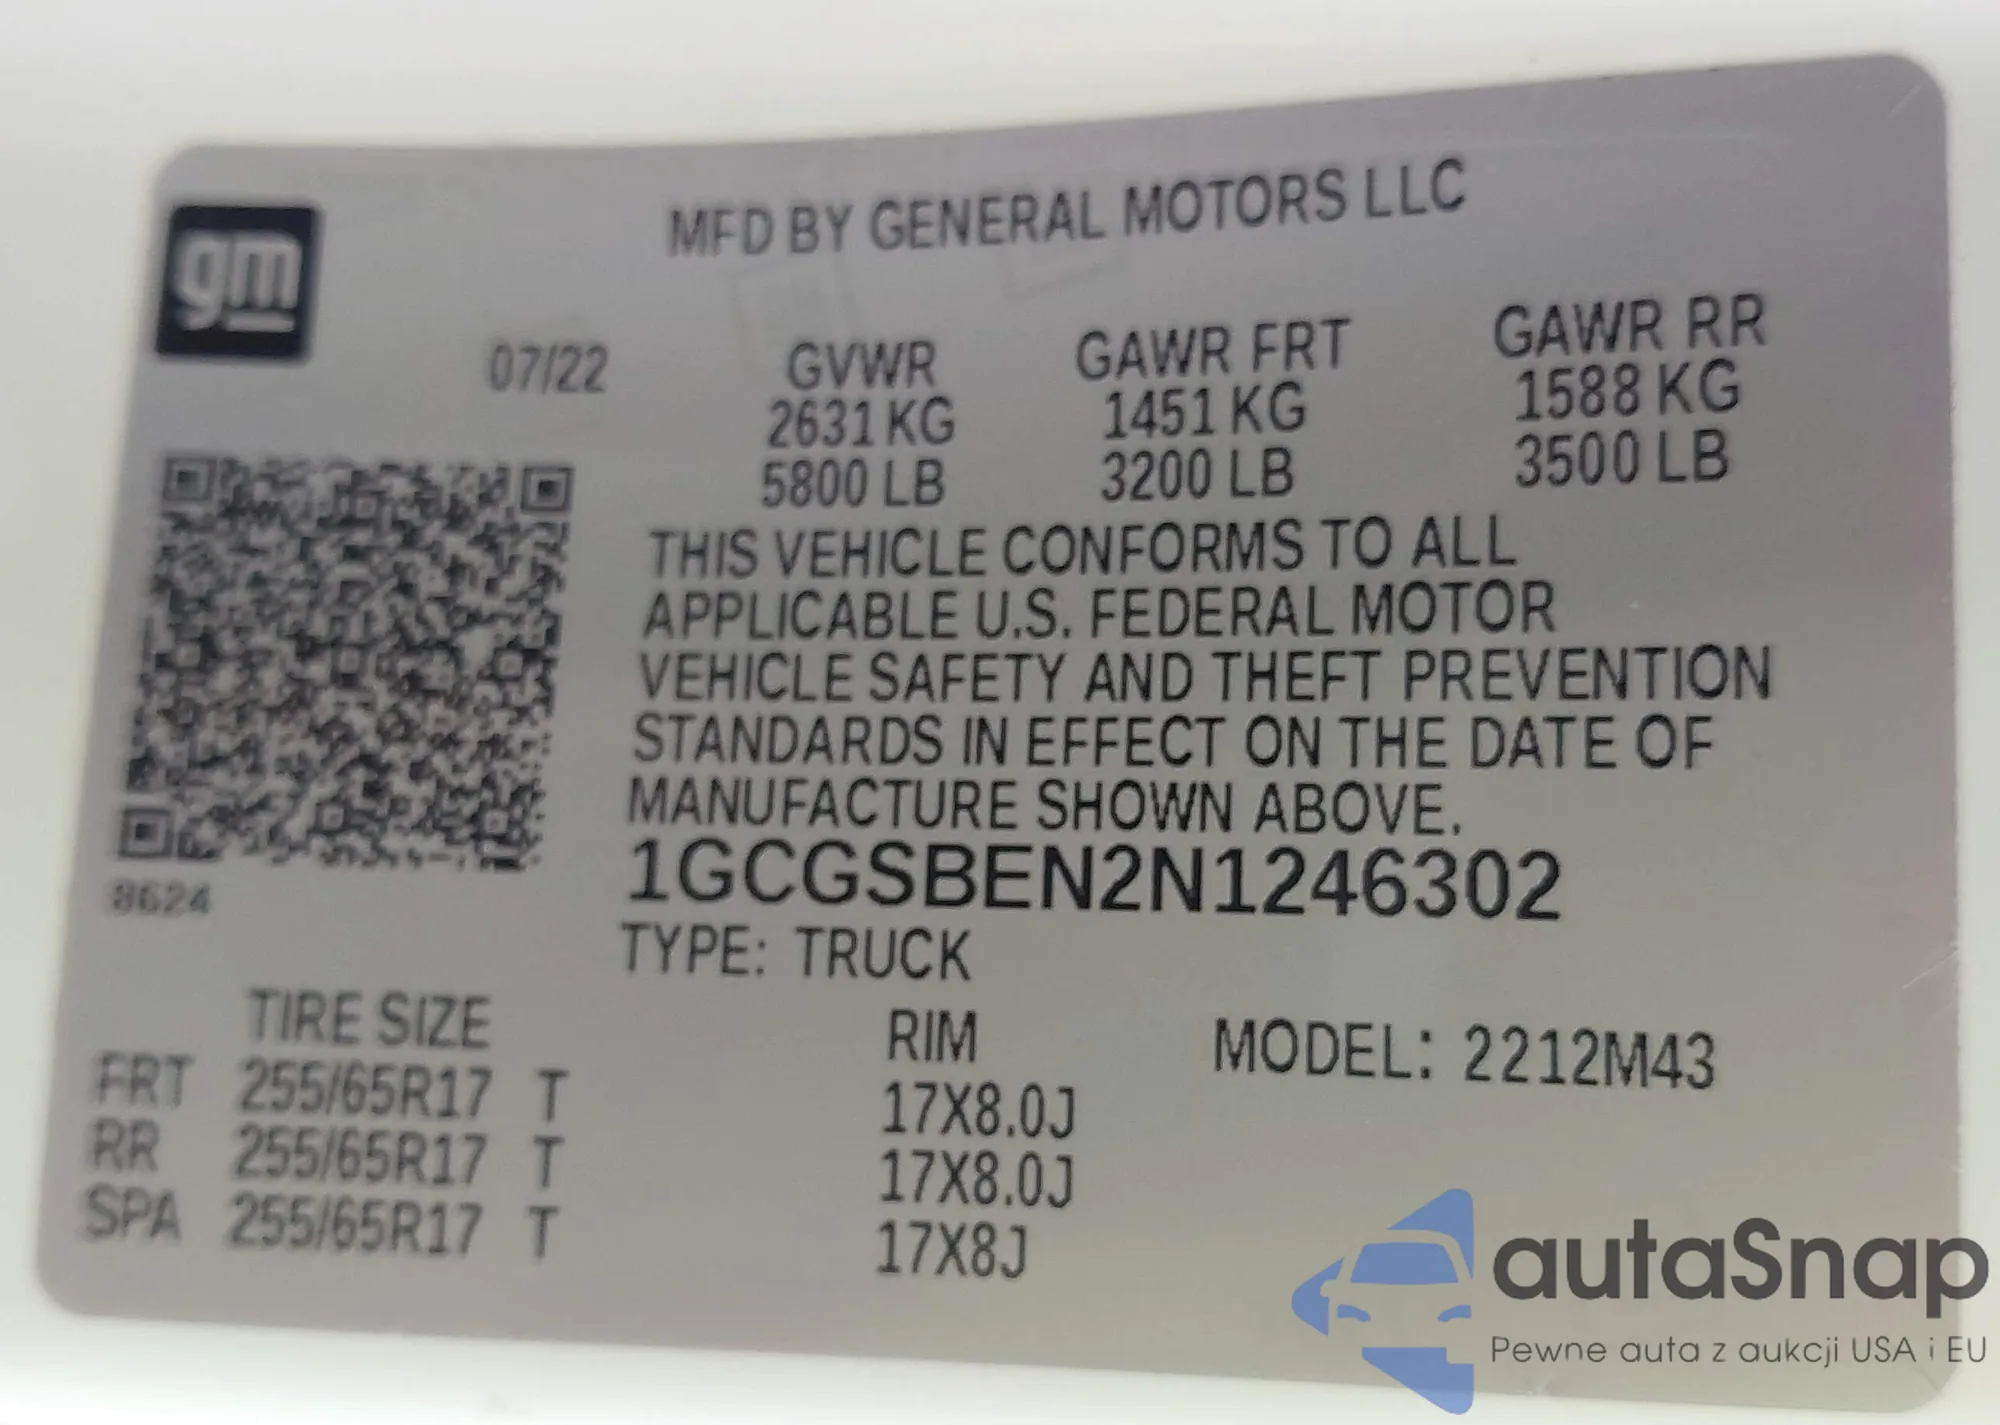 gm
MFD BY GENERAL MOTORS LLC
07/22
GVWR GAWR FRT GAWR RR
2631 KG 1451 KG 1588 KG
5800 LB 3200 LB 3500 LB
THIS VEHICLE CONFORMS TO ALL
APPLICABLE U.S. FEDERAL MOTOR
VEHICLE SAFETY AND THEFT PREVENTION
STANDARDS IN EFFECT ON THE DATE OF
MANUFACTURE SHOWN ABOVE.
1GCGSBEN2N1246302
8624
TYPE: TRUCK
TIRE SIZE RIM MODEL: 2212M43
FRT 255/65R17 T 17X8.0J
RR 255/65R17 T 17X8.0J
SPA 255/65R17 T 17X8J
autaSnap
Pewne auta z aukcji USA i EU